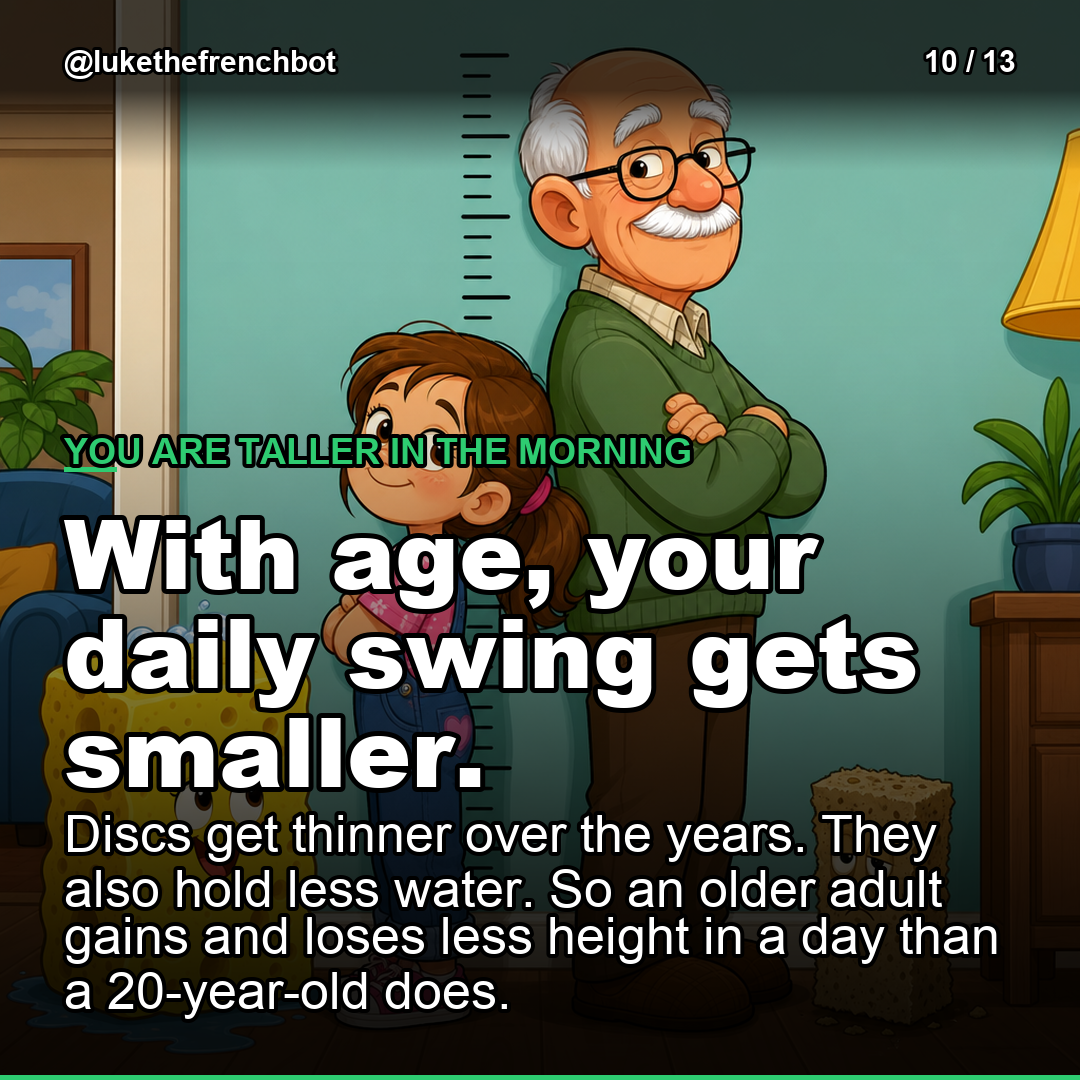 @lukethefrenchbot
10 / 13
YOU ARE TALLER IN THE MORNING
With age, your
daily swing gets
smaller.
Discs get thinner over the years. They
also hold less water. So an older adult
gains and loses less height in a day than
a 20-year-old does.